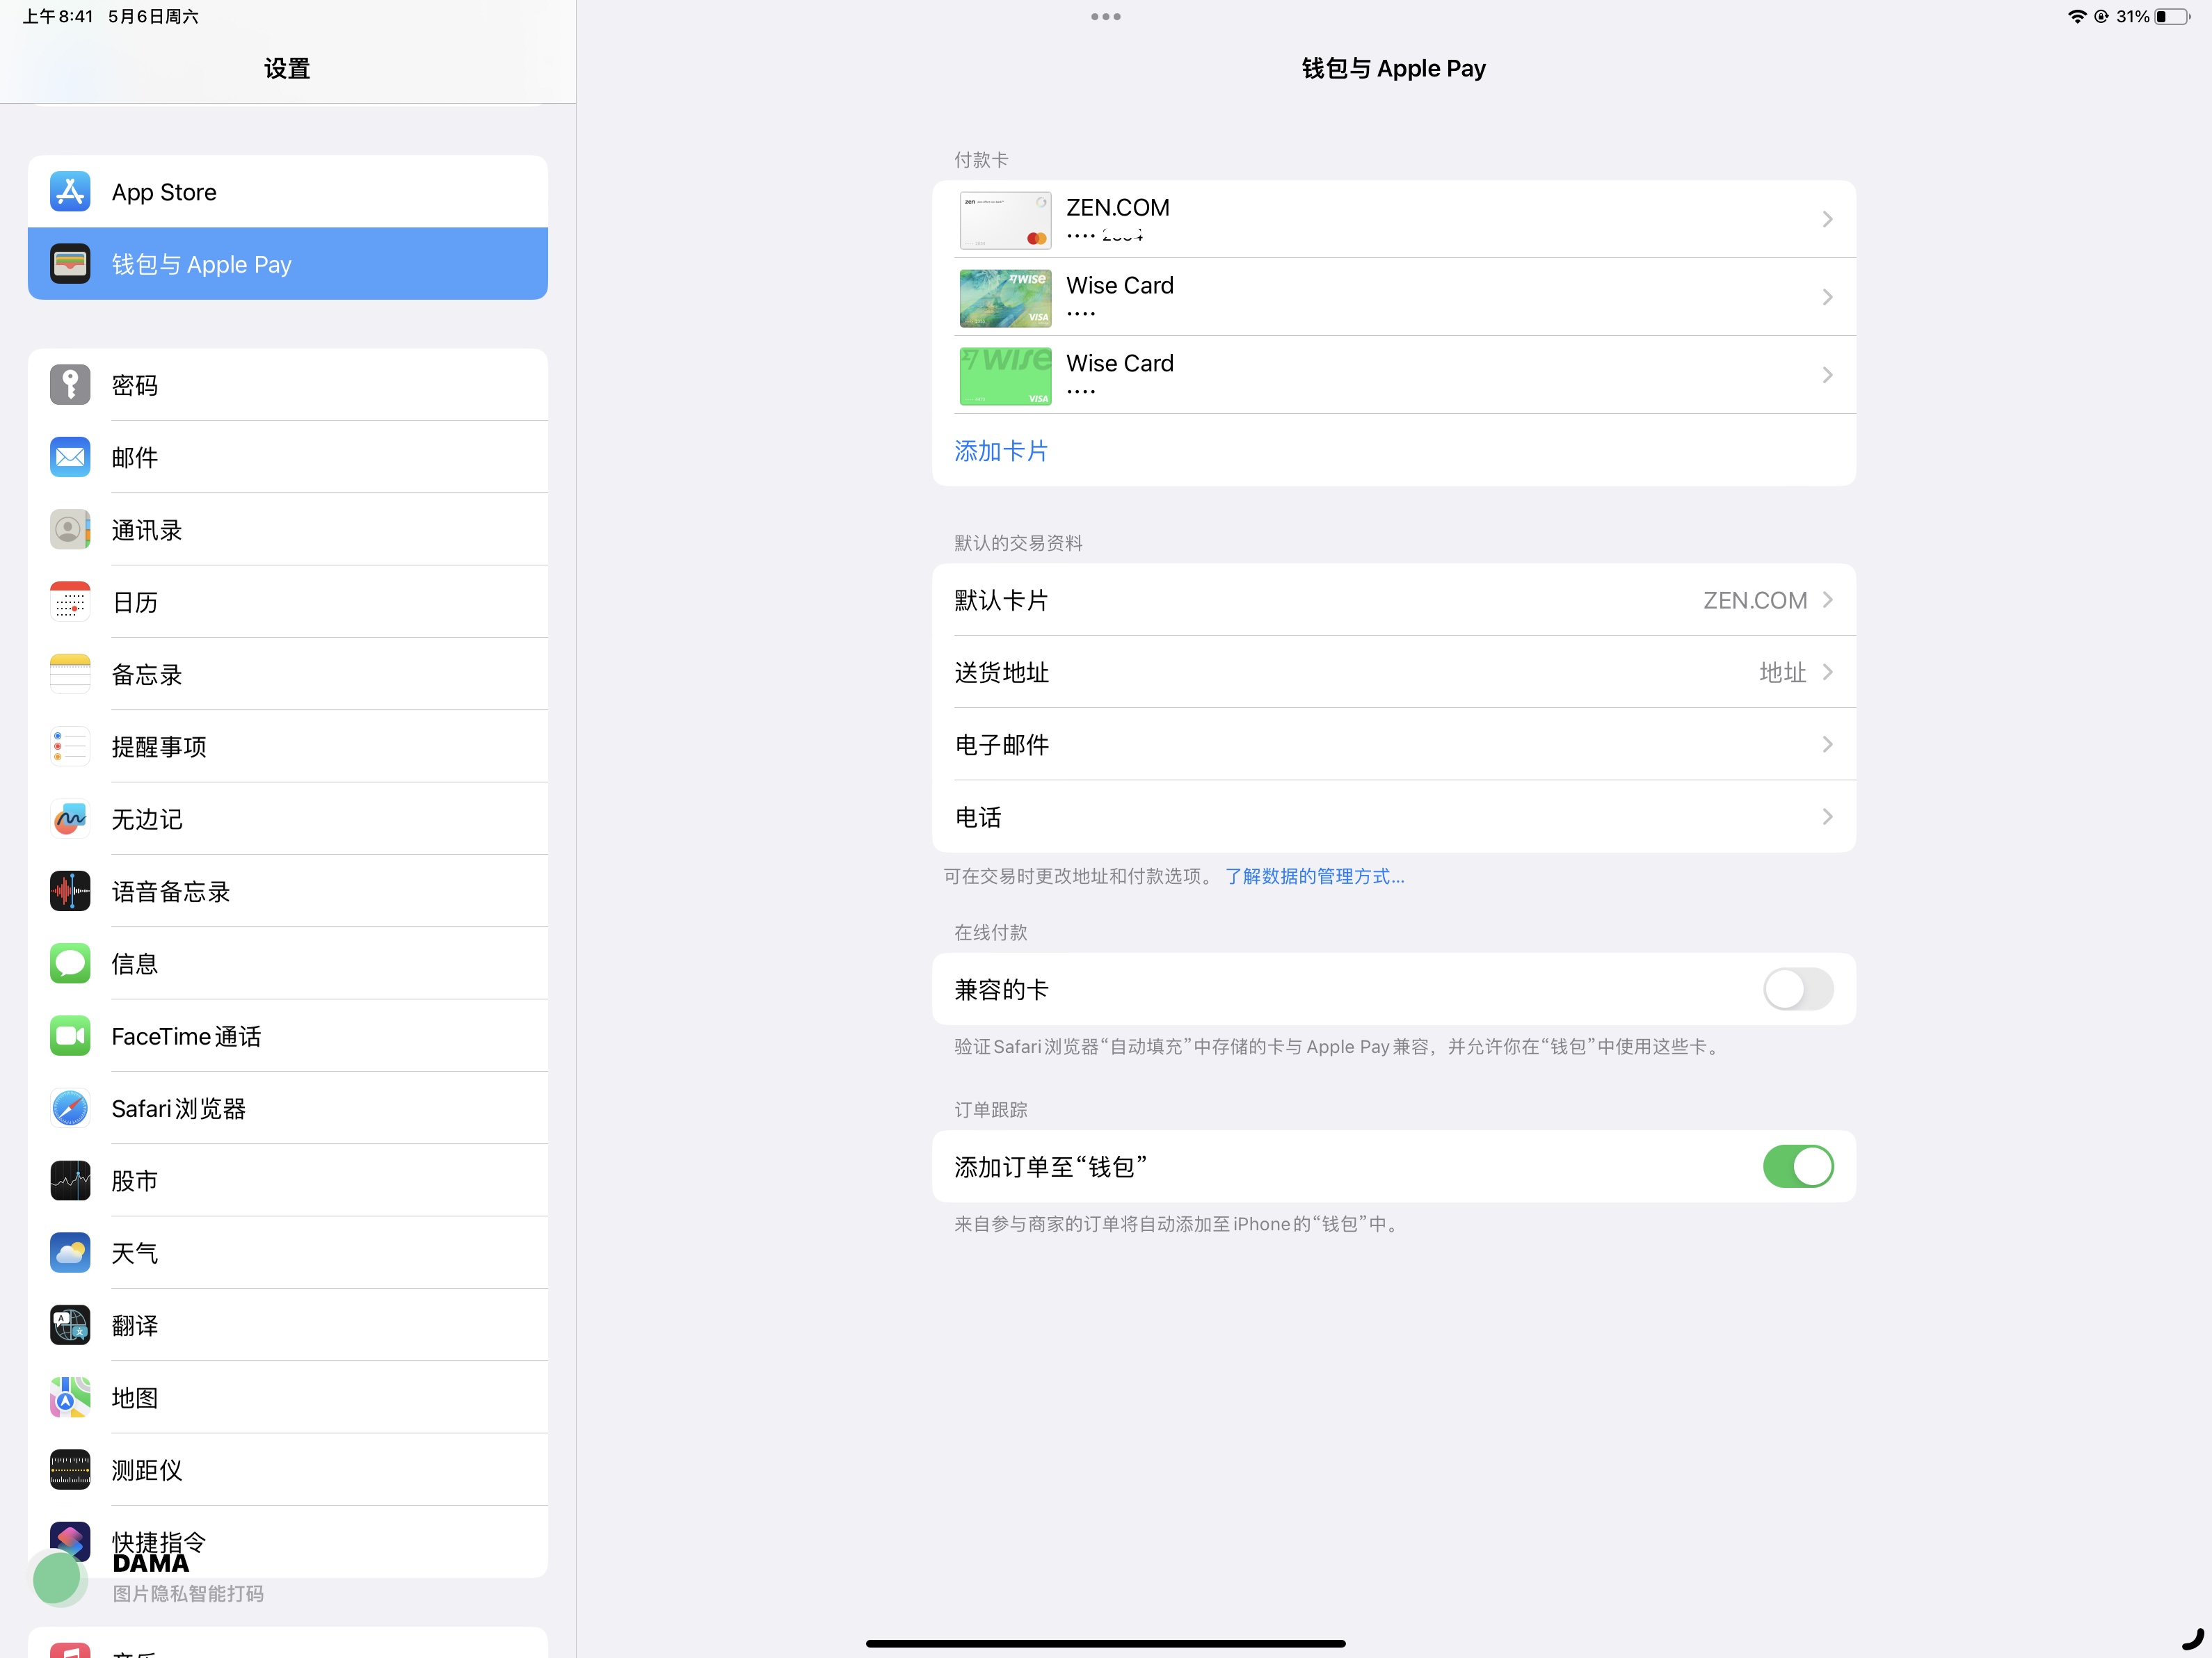 上午8:41 5月6日周六
31%
设置
App Store
钱包与 Apple Pay
密码
邮件
通讯录
日历
备忘录
提醒事项
无边记
语音备忘录
信息
FaceTime通话
Safari浏览器
股市
天气
翻译
地图
测距仪
快捷指令
DAMA
图片隐私智能打码
钱包与 Apple Pay
付款卡
zen
ZEN.COM
••••
wise
VISA
Wise Card
••••
wise
VISA
Wise Card
••••
添加卡片
默认的交易资料
默认卡片 ZEN.COM
送货地址 地址
电子邮件
电话
可在交易时更改地址和付款选项。 了解数据的管理方式...
在线付款
兼容的卡
验证Safari浏览器“自动填充”中存储的卡与 Apple Pay 兼容，并允许你在“钱包”中使用这些卡。
订单跟踪
添加订单至“钱包”
来自参与商家的订单将自动添加至 iPhone的“钱包”中。